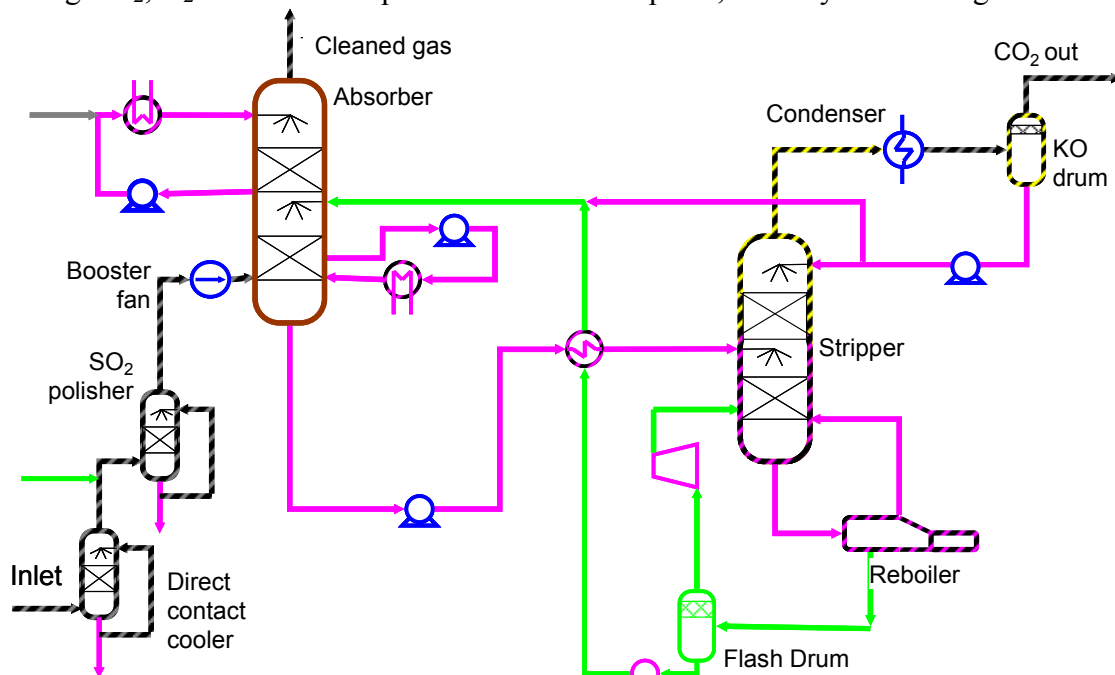 Cleaned gas
Absorber
CO₂ out
Condenser
KO
drum
Booster
fan
Stripper
SO₂
polisher
Inlet
Direct
contact
cooler
Reboiler
Flash Drum